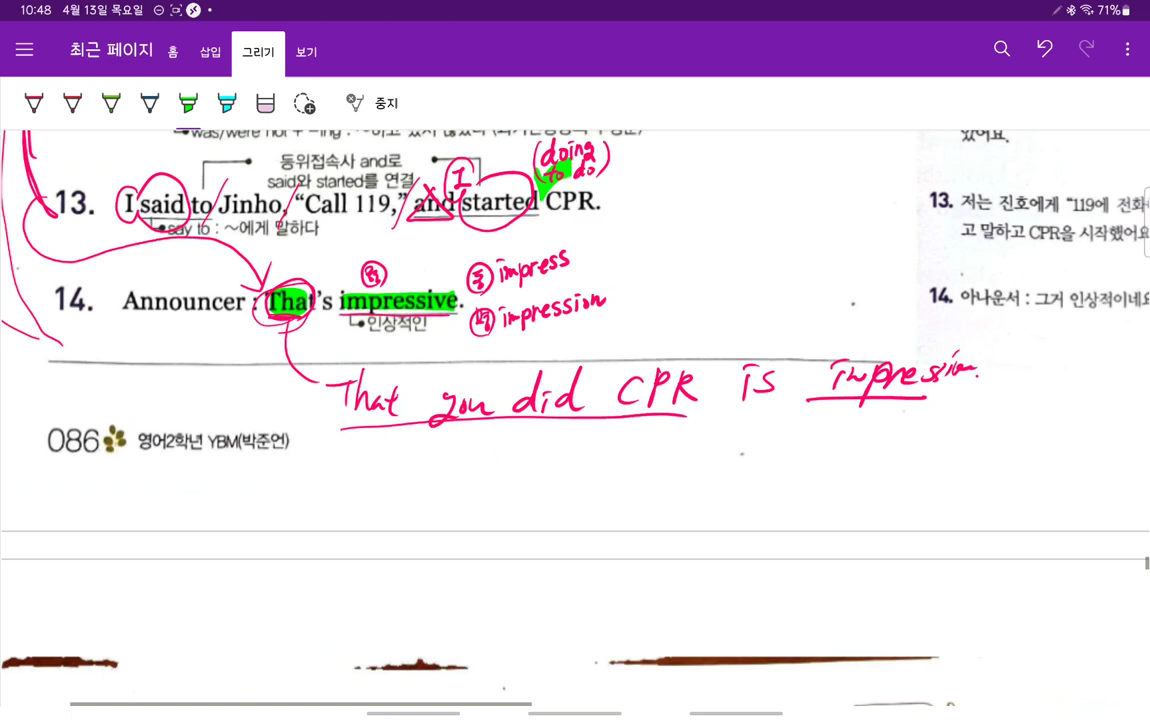 10:48 4월 13일 목요일 71%
최근 페이지 홈 삽입 그리기 보기
중지
있어요.
등위접속사 and로
said와 started를 연결
(doing
to do)
I
13. I said to Jinho, “Call 119,” and started CPR.
say to : ～에게 말하다
13. 저는 진호에게 “119에 전화
고 말하고 CPR을 시작했어요
impress
14. Announcer : That's impressive.
인상적인
impression
14. 아나운서 : 그거 인상적이네요
That you did CPR is impression.
086 영어2학년 YBM(박준언)